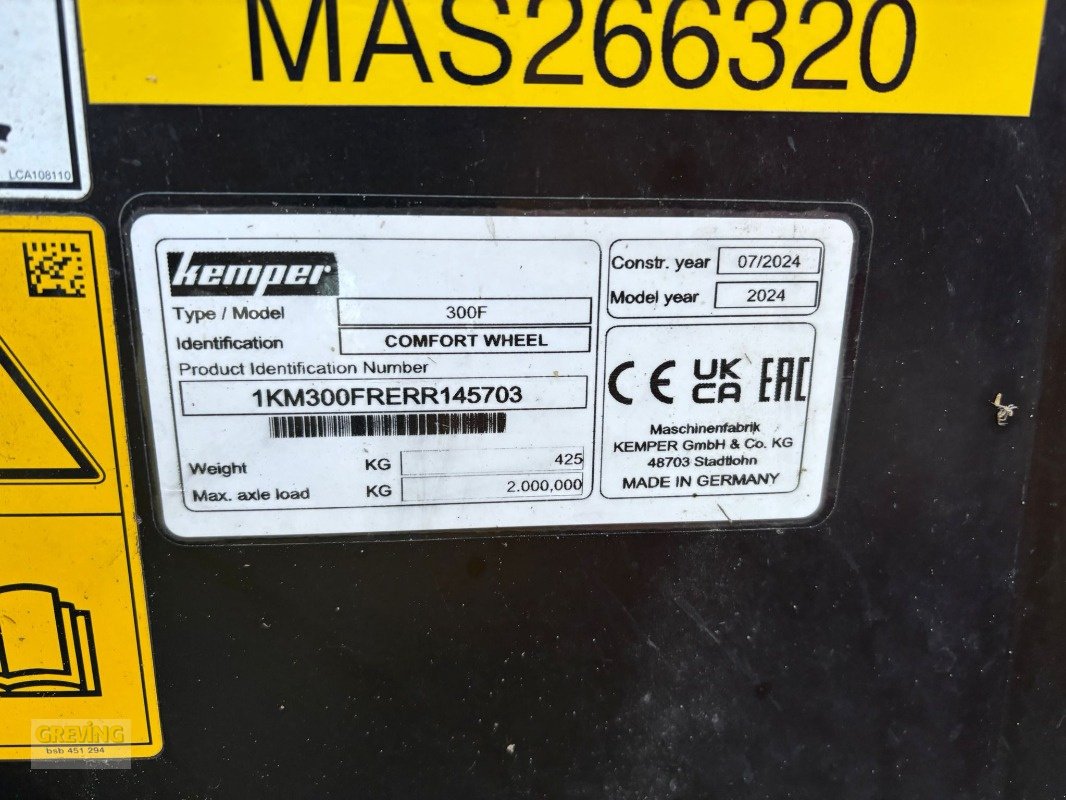 MAS266320
LCA108110
kemper
Type / Model 300F
Identification COMFORT WHEEL
Product Identification Number
1KM300FRERR145703
Weight KG 425
Max. axle load KG 2.000,000
Constr. year 07/2024
Model year 2024
CE UK CA EAC
Maschinenfabrik
KEMPER GmbH & Co. KG
48703 Stadtlohn
MADE IN GERMANY
GREVING
bsb 451 294